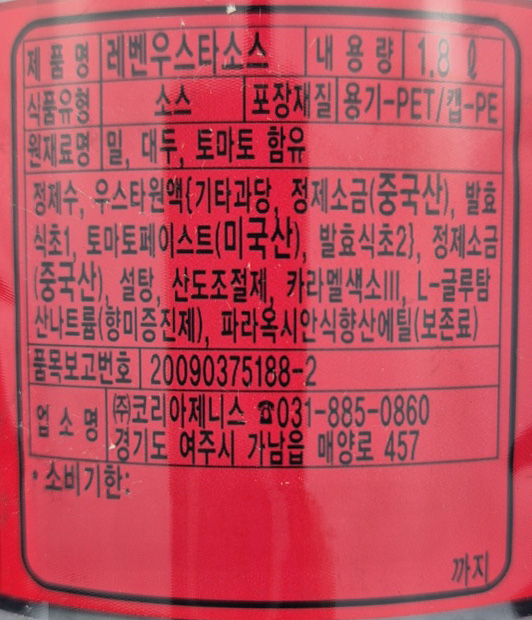 제품명 레벤우스타소스 내용량 1.8 ℓ
식품유형 소스 포장재질 용기-PET/캡-PE
원재료명 밀, 대두, 토마토 함유
정제수, 우스타원액{기타과당, 정제소금(중국산), 발효
식초1, 토마토페이스트(미국산), 발효식초2}, 정제소금
(중국산), 설탕, 산도조절제, 카라멜색소III, L-글루탐
산나트륨(향미증진제), 파라옥시안식향산에틸(보존료)
품목보고번호 20090375188-2
업소명 ㈜코리아제니스 ☎031-885-0860
경기도 여주시 가남읍 매양로 457
• 소비기한:
까지